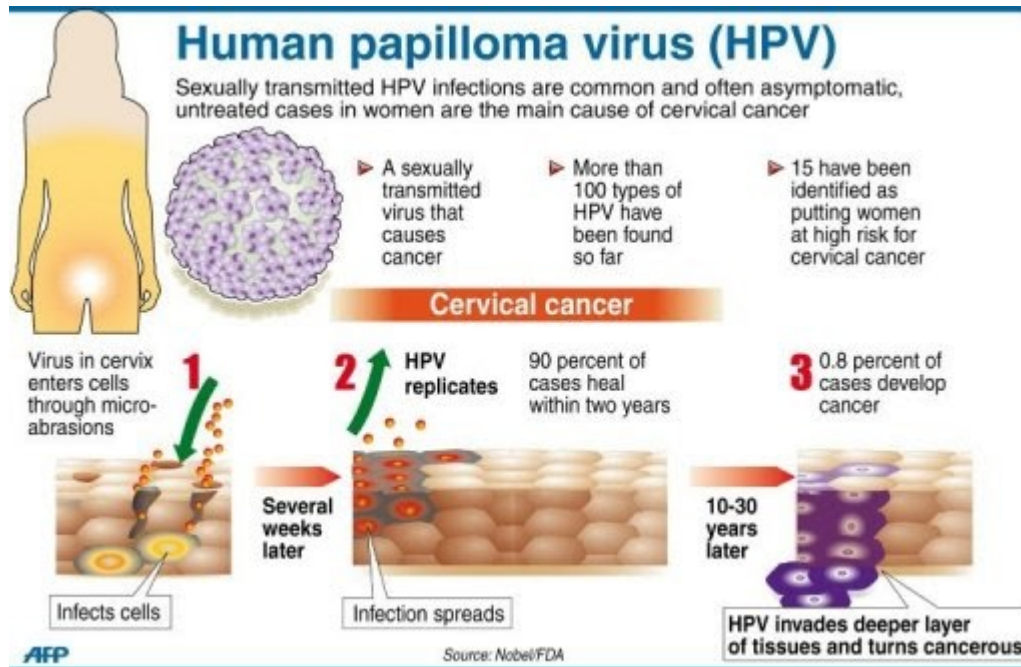 Human papilloma virus (HPV)
Sexually transmitted HPV infections are common and often asymptomatic,
untreated cases in women are the main cause of cervical cancer
A sexually
transmitted
virus that
causes
cancer
More than
100 types of
HPV have
been found
so far
15 have been
identified as
putting women
at high risk for
cervical cancer
Cervical cancer
Virus in cervix
enters cells
through micro-
abrasions
1
2
HPV
replicates
90 percent of
cases heal
within two years
3
0.8 percent of
cases develop
cancer
Several
weeks
later
10-30
years
later
Infects cells
Infection spreads
HPV invades deeper layer
of tissues and turns cancerous
AFP
Source: Nobel/FDA